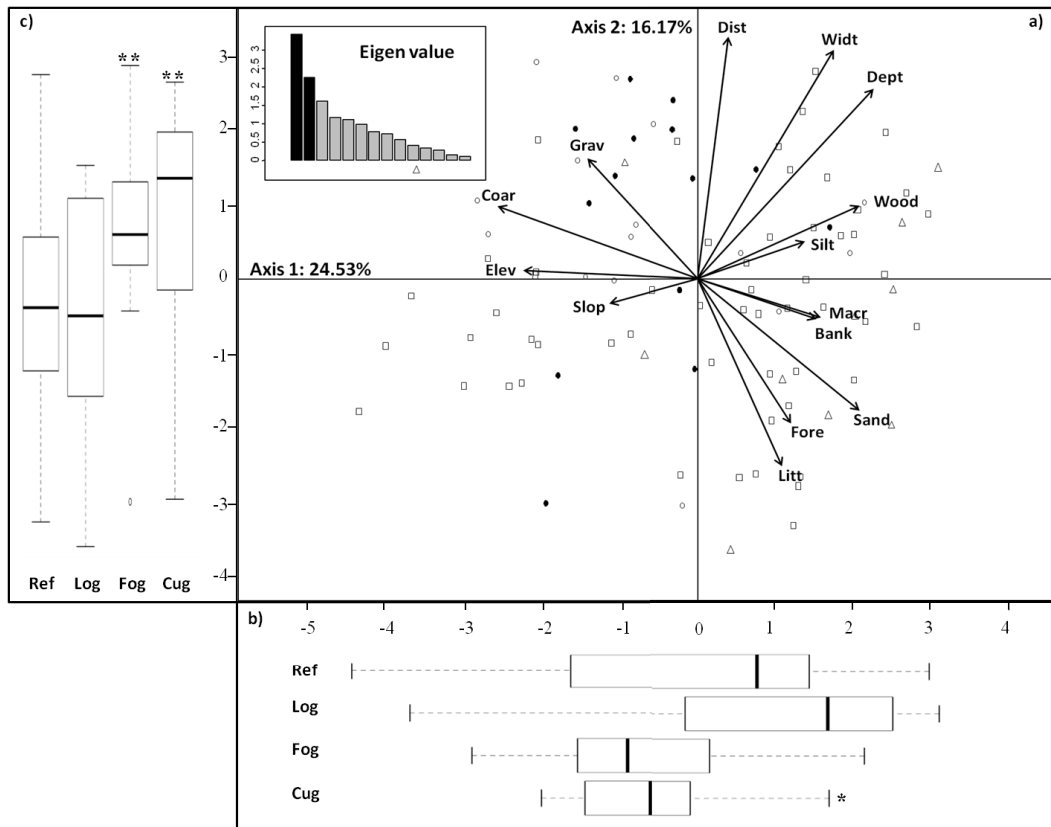 c)
**
**
3
2
1
0
-1
-2
-3
-4
Ref Log Fog Cug
a)
Axis 2: 16.17%
Axis 1: 24.53%
Eigen value
0 0.5 1 1.5 2 2.5 3
Dist
Widt
Dept
Grav
Coar
Wood
Silt
Elev
Slop
Macr
Bank
Sand
Fore
Litt
b)
-5 -4 -3 -2 -1 0 1 2 3 4
Ref
Log
Fog
Cug
*